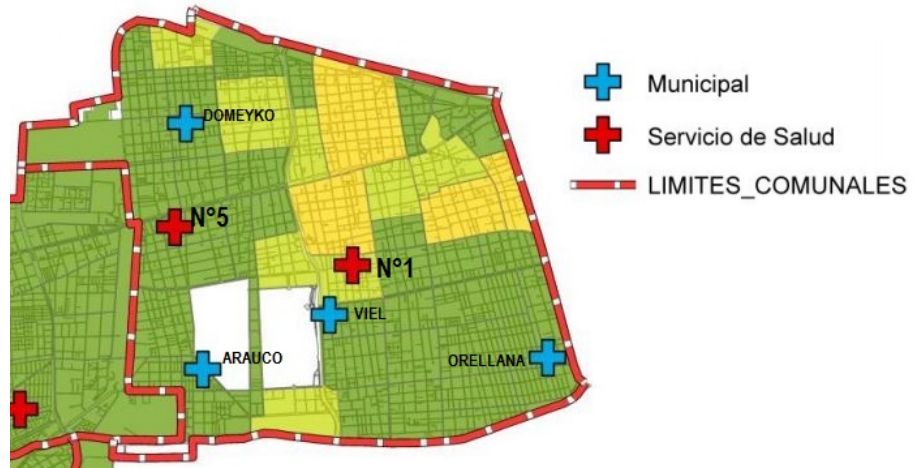 DOMEYKO
N°5
N°1
VIEL
ARAUCO
ORELLANA
Municipal
Servicio de Salud
LIMITES_COMUNALES